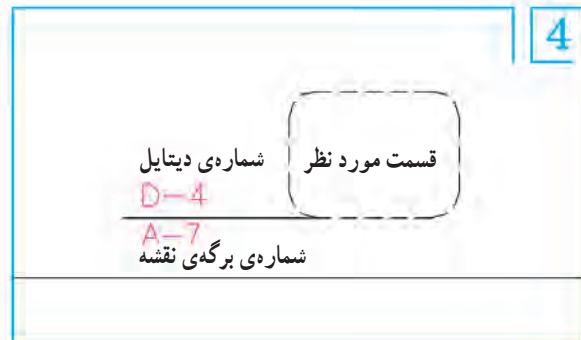 4
قسمت مورد نظر
شماره‌ی دیتایل
D-4
A-7
شماره‌ی برگه‌ی نقشه